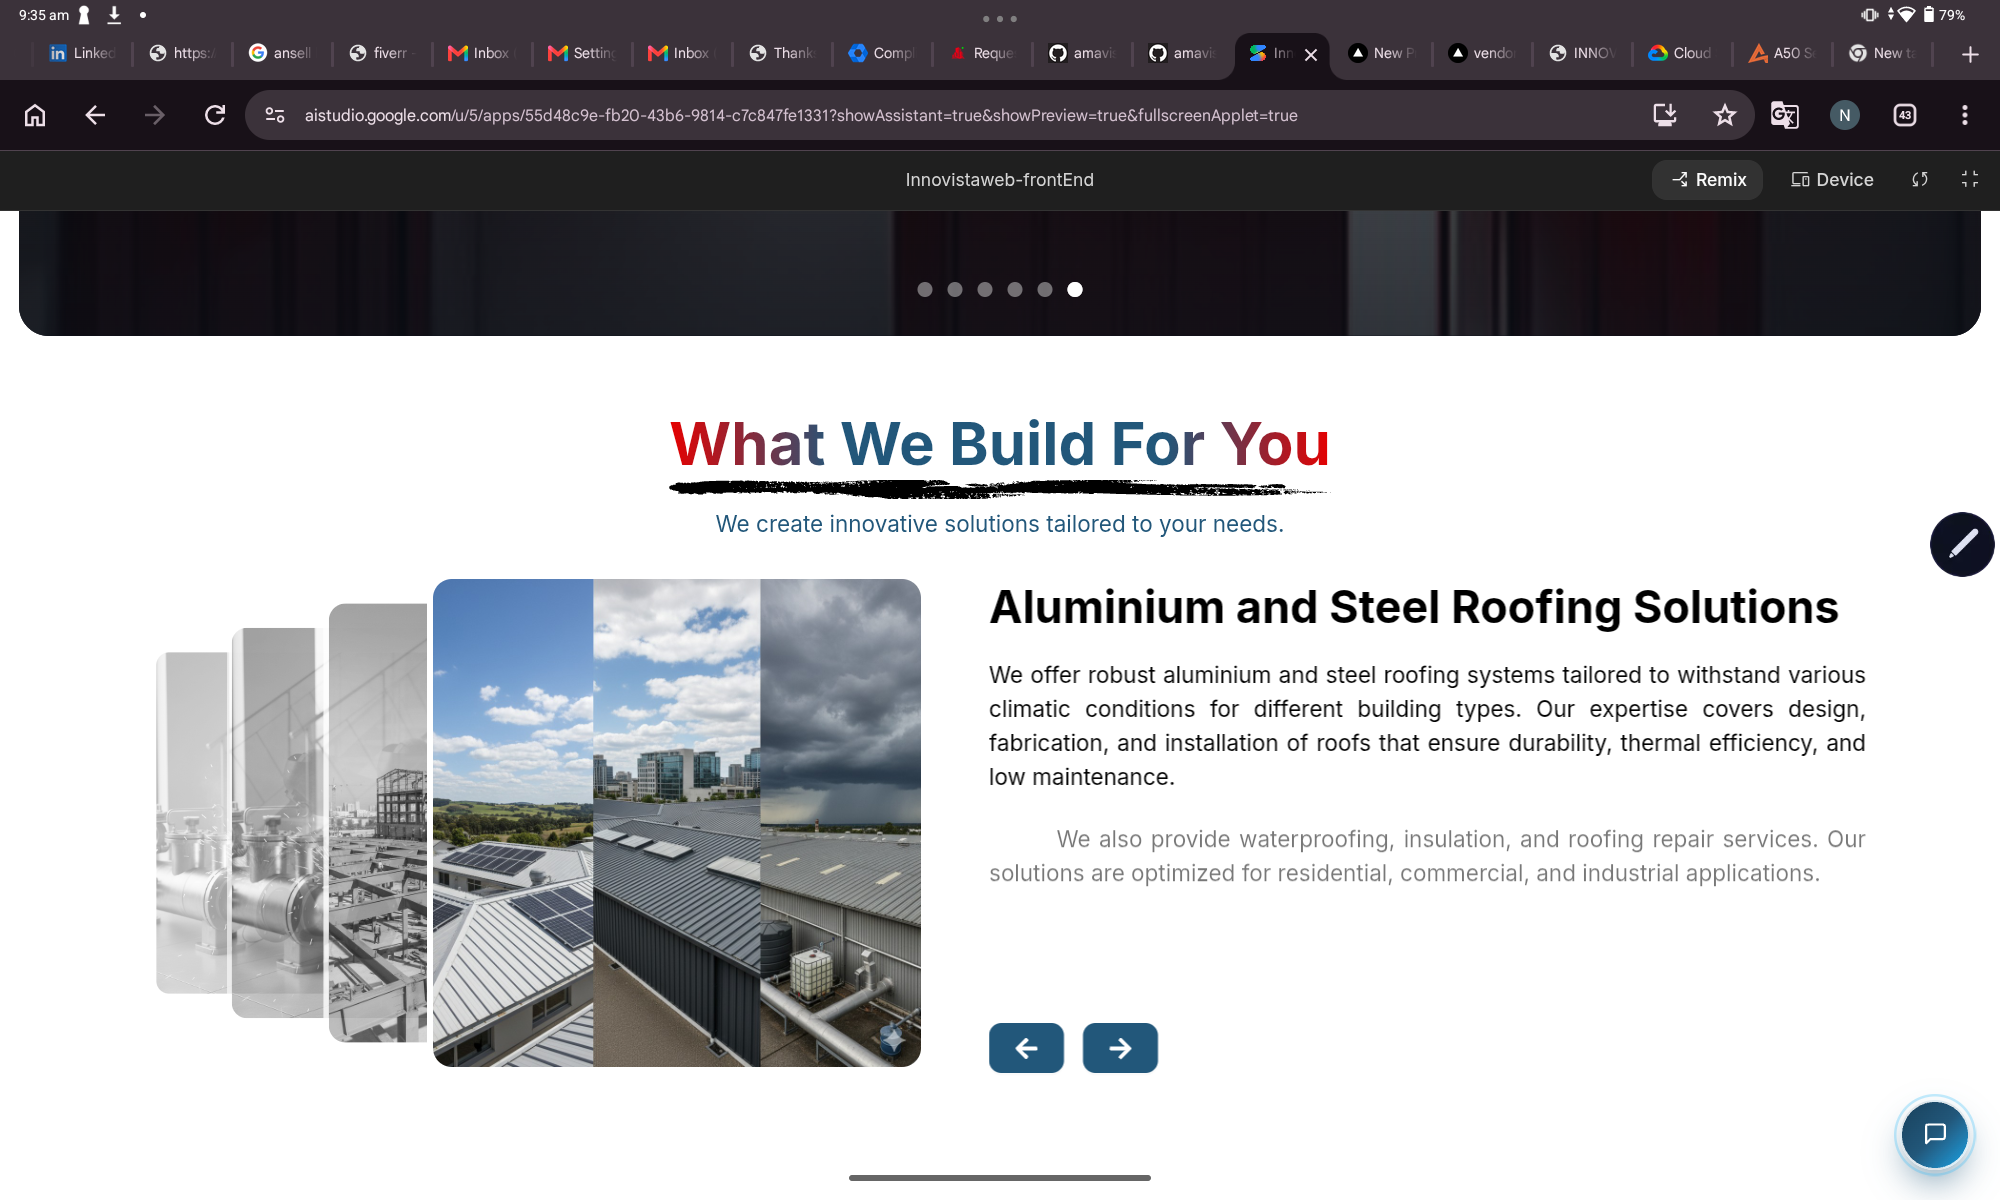 9:35 am
79%
Linked
https:/
ansell
fiverr
Inbox
Setting
Inbox
Thank
Compl
Reque
amavi
amavi
Inn
New P
vendo
INNOV
Cloud
A50 S
New t
aistudio.google.com/u/5/apps/55d48c9e-fb20-43b6-9814-c7c847fe1331?showAssistant=true&showPreview=true&fullscreenApplet=true
N
43
Innovistaweb-frontEnd
Remix
Device
What We Build For You
We create innovative solutions tailored to your needs.
Aluminium and Steel Roofing Solutions
We offer robust aluminium and steel roofing systems tailored to withstand various
climatic conditions for different building types. Our expertise covers design,
fabrication, and installation of roofs that ensure durability, thermal efficiency, and
low maintenance.
We also provide waterproofing, insulation, and roofing repair services. Our
solutions are optimized for residential, commercial, and industrial applications.